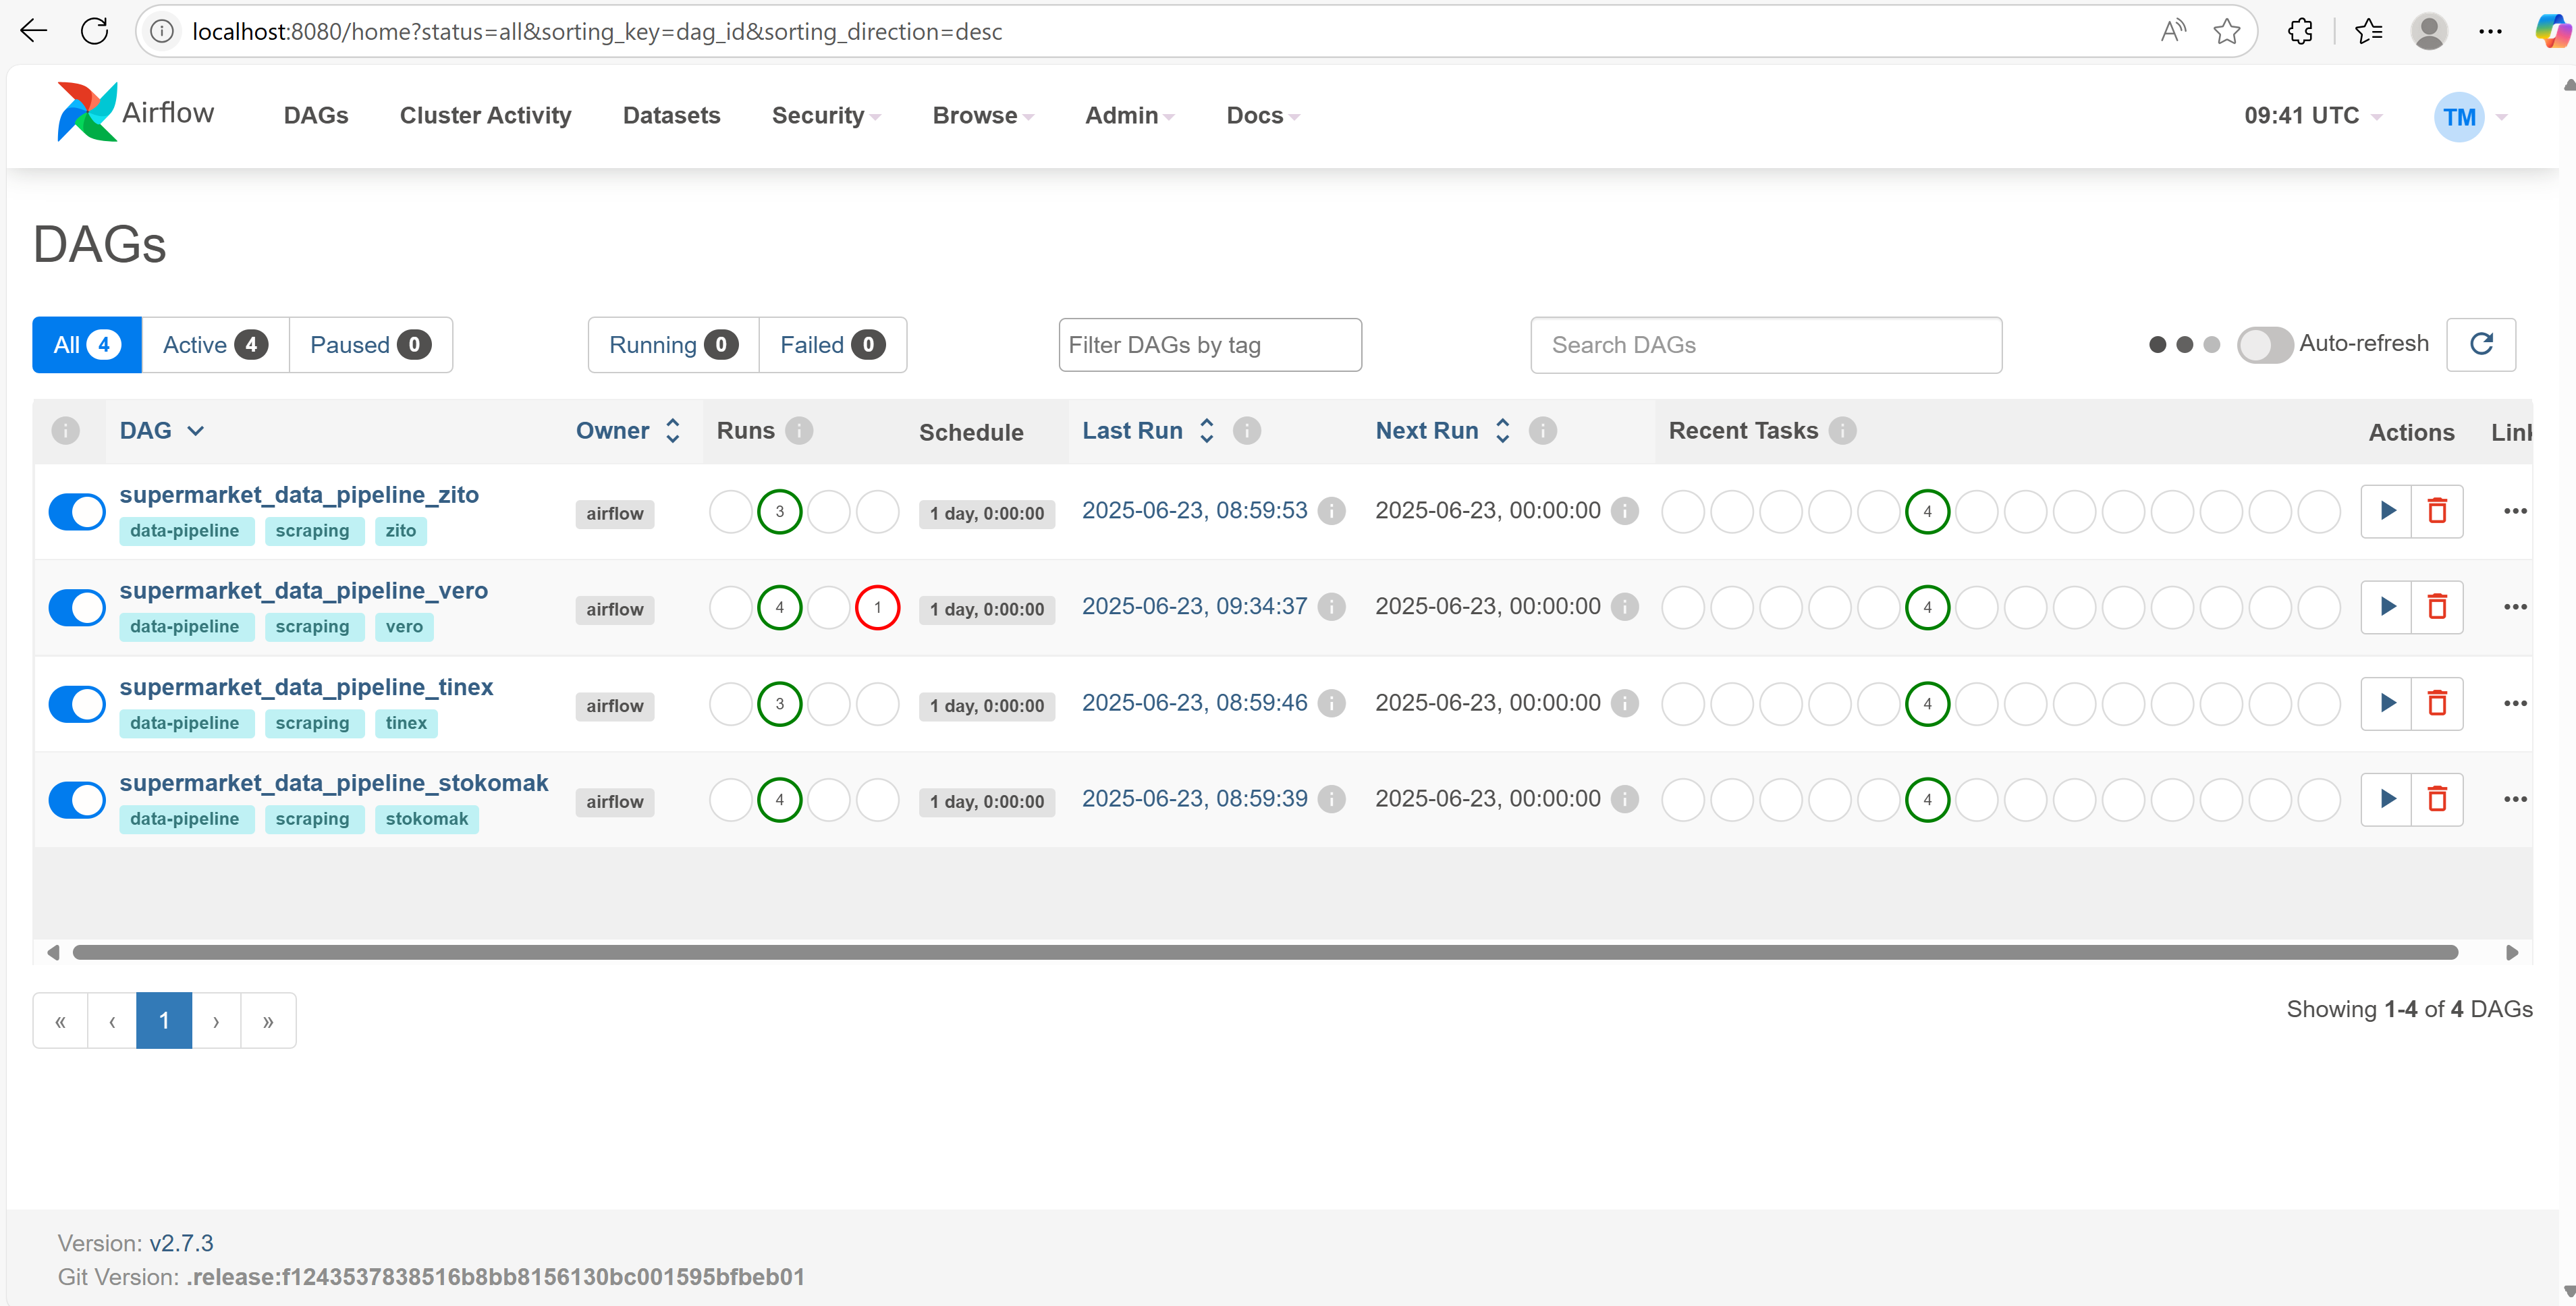 localhost:8080/home?status=all&sorting_key=dag_id&sorting_direction=desc
Airflow DAGs Cluster Activity Datasets Security Browse Admin Docs 09:41 UTC TM
DAGs
All 4 Active 4 Paused 0 Running 0 Failed 0 Filter DAGs by tag Search DAGs Auto-refresh
DAG Owner Runs Schedule Last Run Next Run Recent Tasks Actions Link
supermarket_data_pipeline_zito airflow 3 1 day, 0:00:00 2025-06-23, 08:59:53 2025-06-23, 00:00:00 4
data-pipeline scraping zito
supermarket_data_pipeline_vero airflow 4 1 1 day, 0:00:00 2025-06-23, 09:34:37 2025-06-23, 00:00:00 4
data-pipeline scraping vero
supermarket_data_pipeline_tinex airflow 3 1 day, 0:00:00 2025-06-23, 08:59:46 2025-06-23, 00:00:00 4
data-pipeline scraping tinex
supermarket_data_pipeline_stokomak airflow 4 1 day, 0:00:00 2025-06-23, 08:59:39 2025-06-23, 00:00:00 4
data-pipeline scraping stokomak
« ‹ 1 › »
Showing 1-4 of 4 DAGs
Version: v2.7.3
Git Version: .release:f1243537838516b8bb8156130bc001595bfbeb01